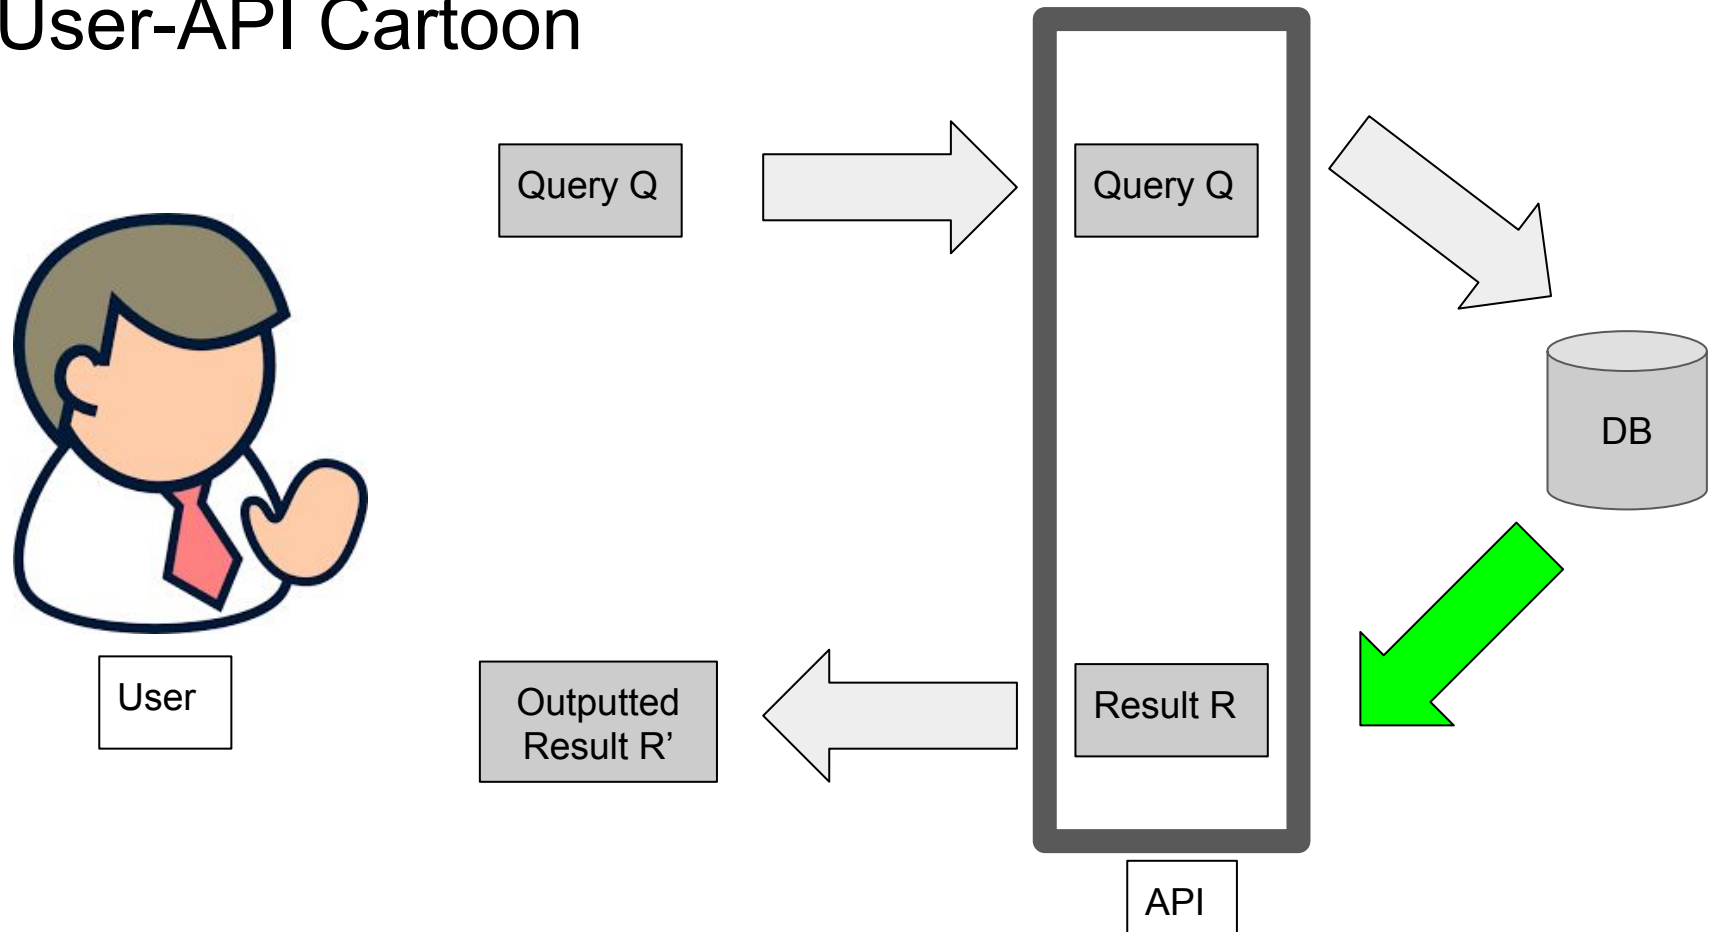 User-API Cartoon
Query Q
Query Q
DB
User
Outputted
Result R’
Result R
API